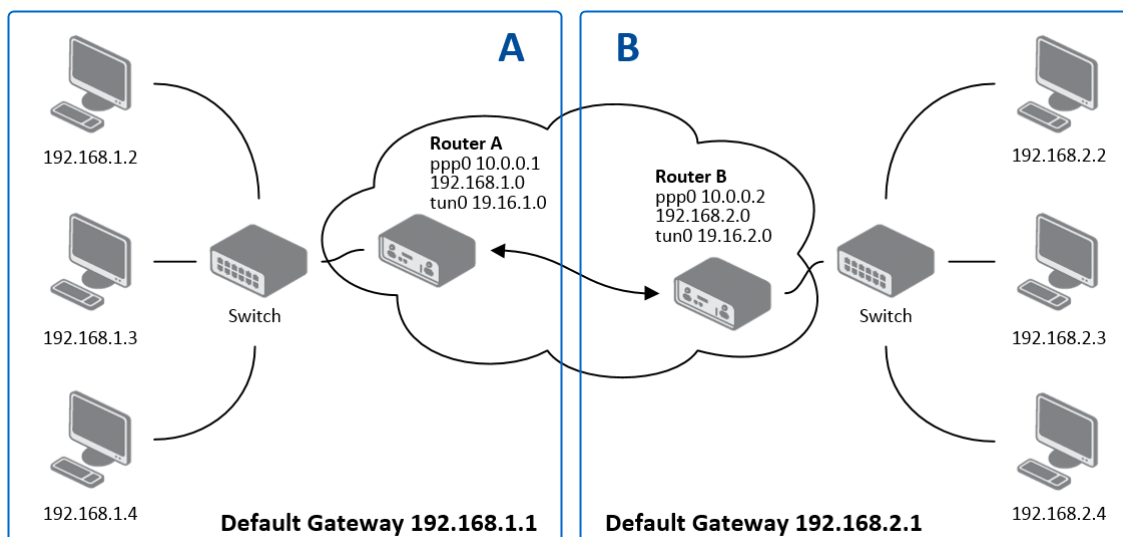 A
B
192.168.1.2
Router A
ppp0 10.0.0.1
192.168.1.0
tun0 19.16.1.0
Router B
ppp0 10.0.0.2
192.168.2.0
tun0 19.16.2.0
192.168.2.2
192.168.1.3
Switch
Switch
192.168.2.3
192.168.1.4
Default Gateway 192.168.1.1
Default Gateway 192.168.2.1
192.168.2.4